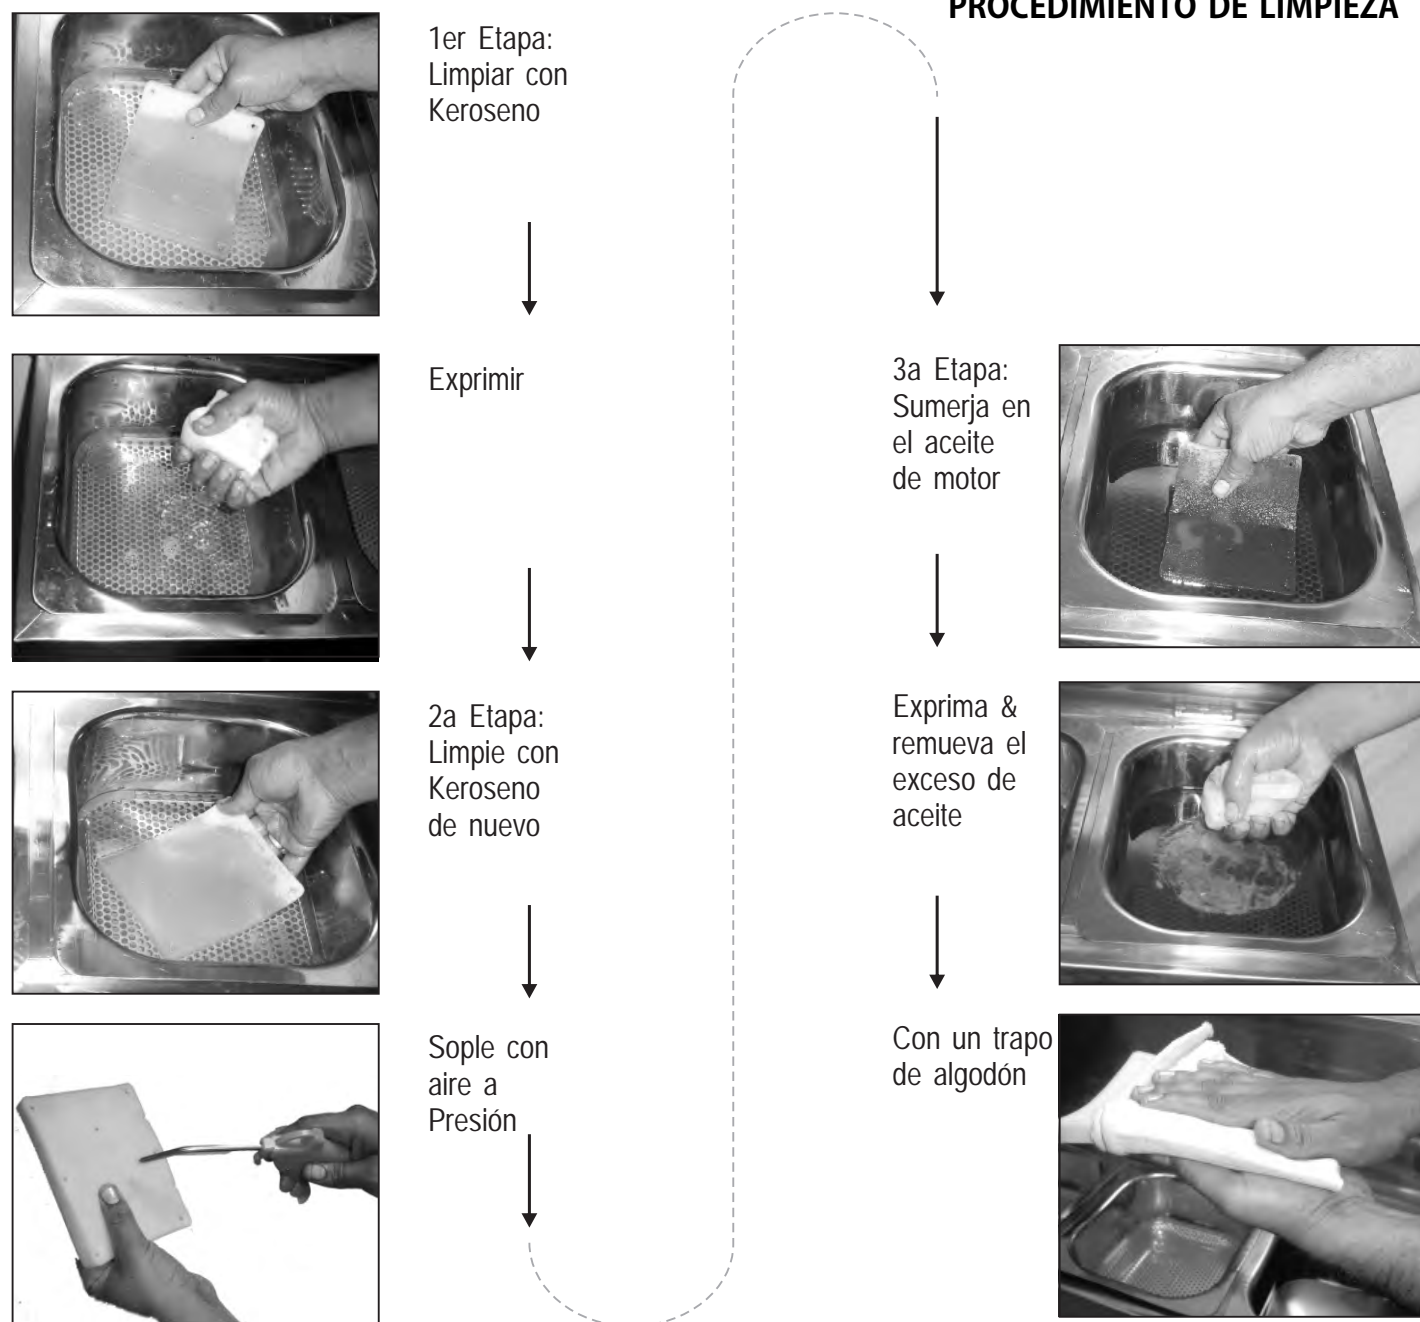 PROCEDIMIENTO DE LIMPIEZA
1er Etapa:
Limpiar con
Keroseno
Exprimir
2a Etapa:
Limpie con
Keroseno
de nuevo
Sople con
aire a
Presión
3a Etapa:
Sumerja en
el aceite
de motor
Exprima &
remueva el
exceso de
aceite
Con un trapo
de algodón